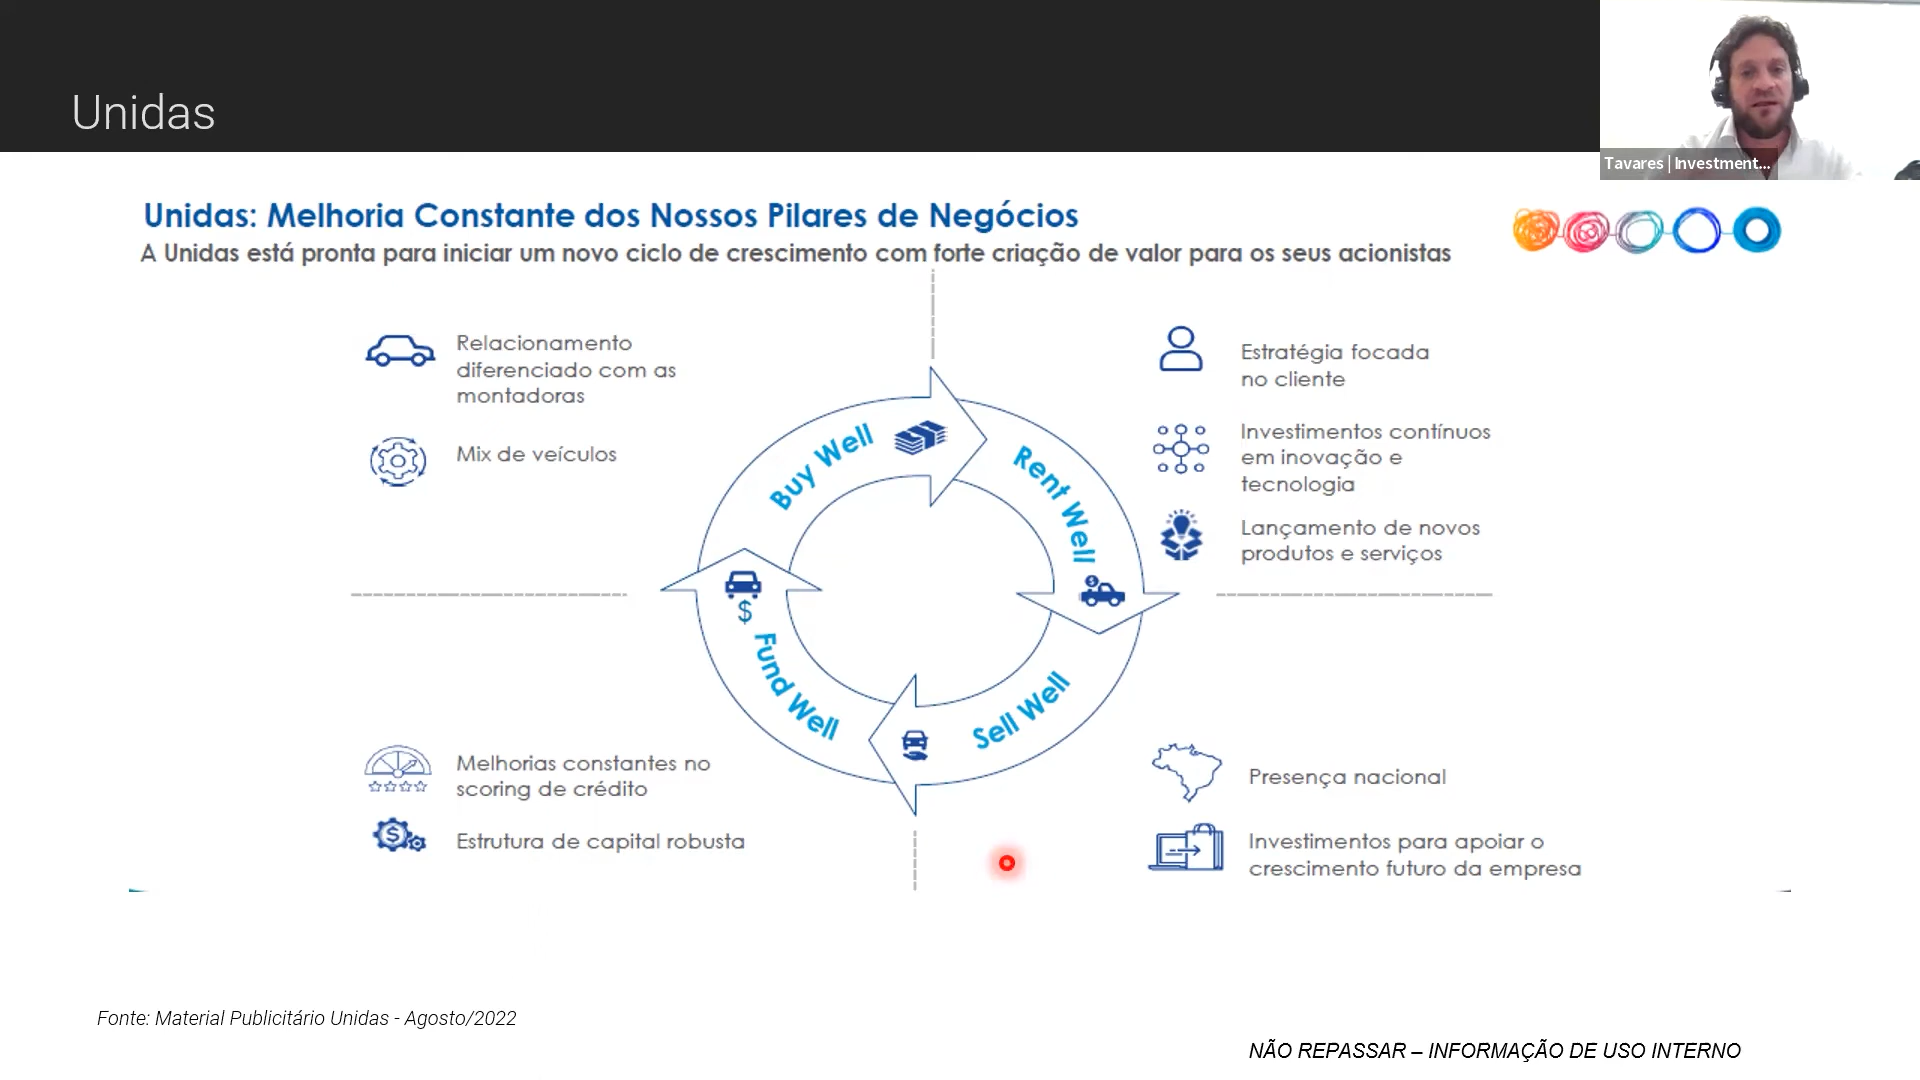 Unidas
Tavares | Investment...
Unidas: Melhoria Constante dos Nossos Pilares de Negócios
A Unidas está pronta para iniciar um novo ciclo de crescimento com forte criação de valor para os seus acionistas
Relacionamento
diferenciado com as
montadoras
Mix de veículos
Buy Well
Rent Well
Estratégia focada
no cliente
Investimentos contínuos
em inovação e
tecnologia
Lançamento de novos
produtos e serviços
$
$
Fund Well
Sell Well
Melhorias constantes no
scoring de crédito
$
Estrutura de capital robusta
Presença nacional
Investimentos para apoiar o
crescimento futuro da empresa
Fonte: Material Publicitário Unidas - Agosto/2022
NÃO REPASSAR – INFORMAÇÃO DE USO INTERNO